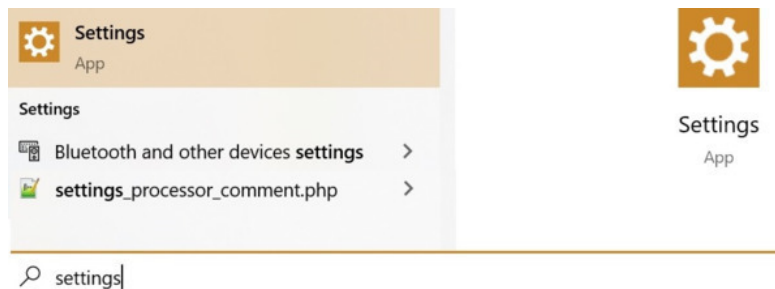 Settings
App
Settings
Bluetooth and other devices settings
settings_processor_comment.php
Settings
App
settings